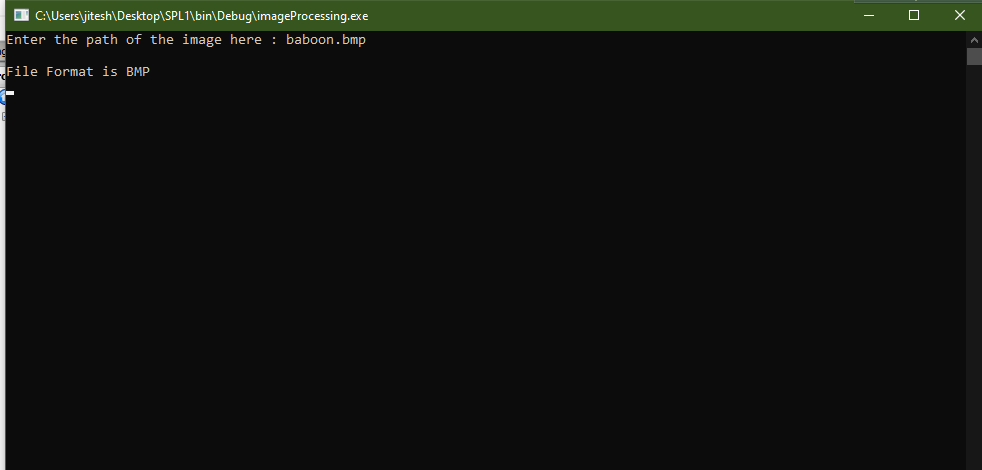 C:\Users\jitesh\Desktop\SPL1\bin\Debug\imageProcessing.exe
Enter the path of the image here : baboon.bmp
File Format is BMP